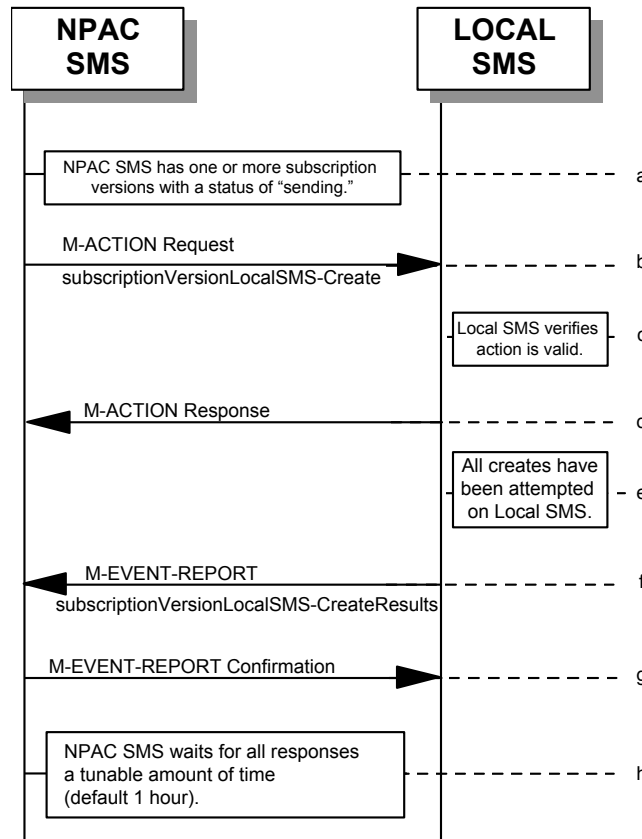 NPAC
SMS
LOCAL
SMS
NPAC SMS has one or more subscription
versions with a status of “sending.”
a
M-ACTION Request
b
subscriptionVersionLocalSMS-Create
Local SMS verifies
action is valid.
M-ACTION Response
All creates have
been attempted
on Local SMS.
e
M-EVENT-REPORT
f
subscriptionVersionLocalSMS-CreateResults
M-EVENT-REPORT Confirmation
g
NPAC SMS waits for all responses
a tunable amount of time
(default 1 hour).
h